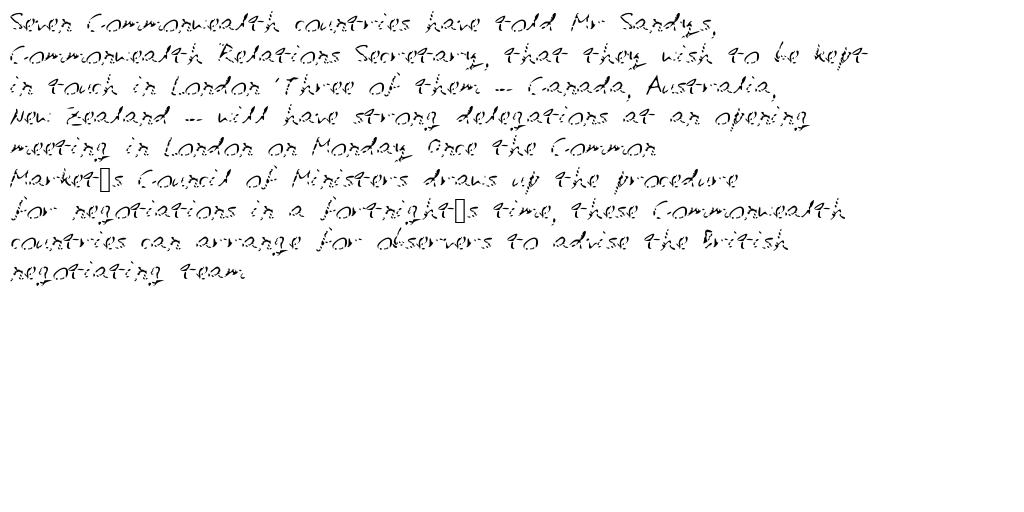 Seven Commonwealth countries have told Mr Sandys,
Commonwealth Relations Secretary, that they wish to be kept
in touch in London 'Three of them -- Canada, Australia,
New Zealand -- will have strong delegations at an opening
meeting in London on Monday Once the Common
Market▯s Council of Ministers draws up the procedure
for negotiations in a fortnight▯s time, these Commonwealth
countries can arrange for observers to advise the British
negotiating team